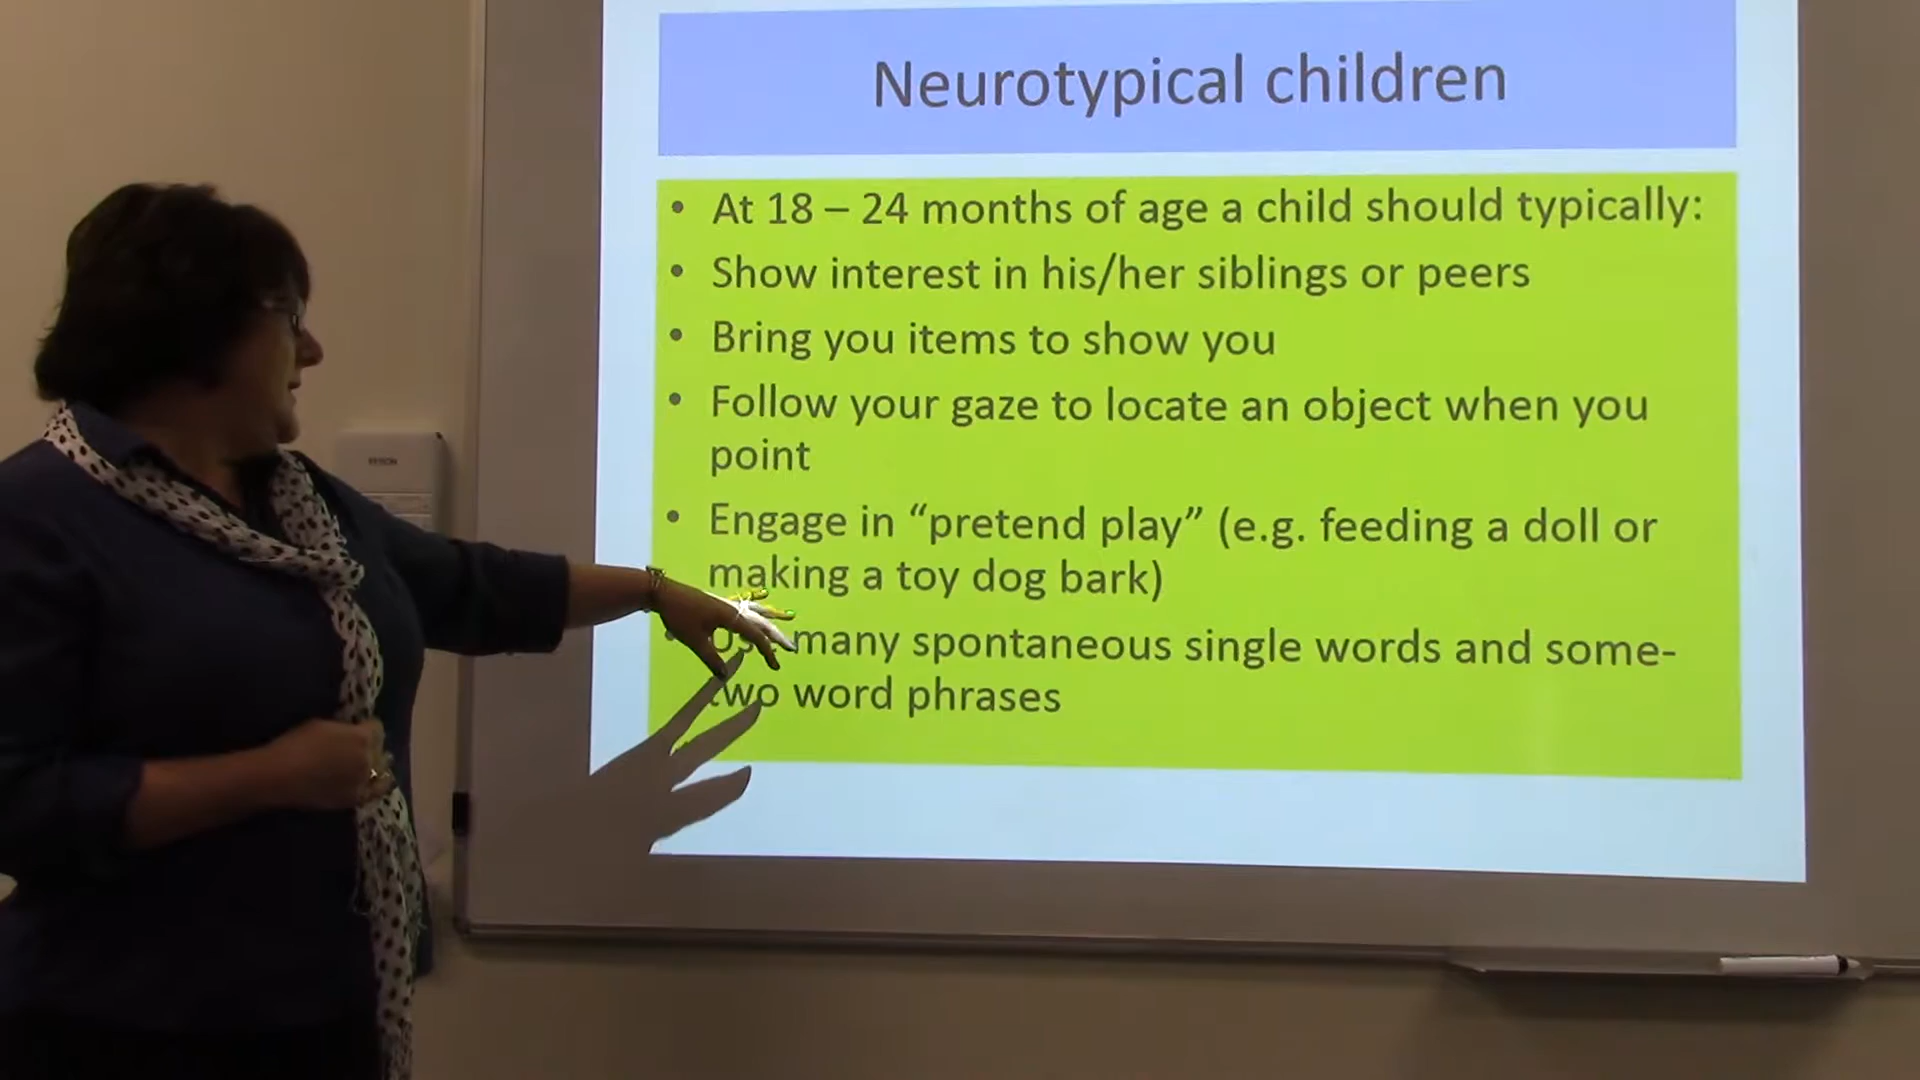 Neurotypical children
• At 18 – 24 months of age a child should typically:
• Show interest in his/her siblings or peers
• Bring you items to show you
• Follow your gaze to locate an object when you
point
• Engage in “pretend play” (e.g. feeding a doll or
making a toy dog bark)
• Use many spontaneous single words and some-
two word phrases
EPSON